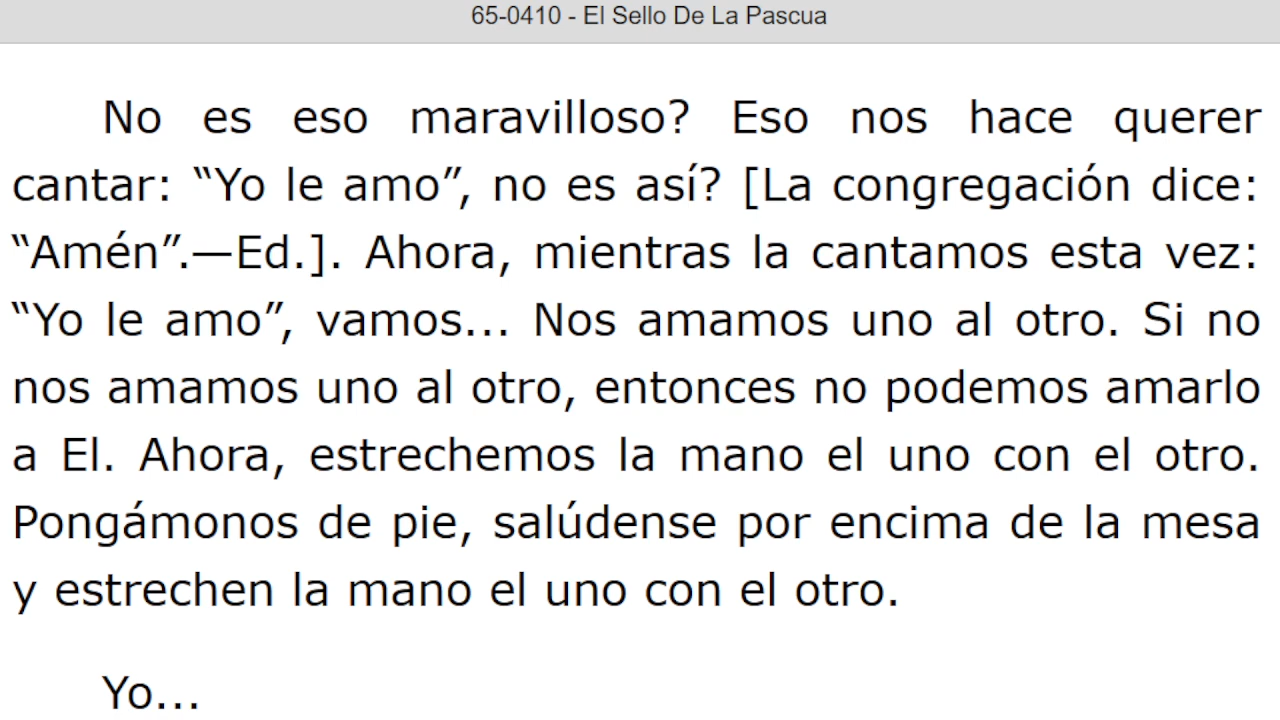 65-0410 - El Sello De La Pascua
No es eso maravilloso? Eso nos hace querer
cantar: “Yo le amo”, no es así? [La congregación dice:
“Amén”.—Ed.]. Ahora, mientras la cantamos esta vez:
“Yo le amo”, vamos... Nos amamos uno al otro. Si no
nos amamos uno al otro, entonces no podemos amarlo
a El. Ahora, estrechemos la mano el uno con el otro.
Pongámonos de pie, salúdense por encima de la mesa
y estrechen la mano el uno con el otro.
Yo...